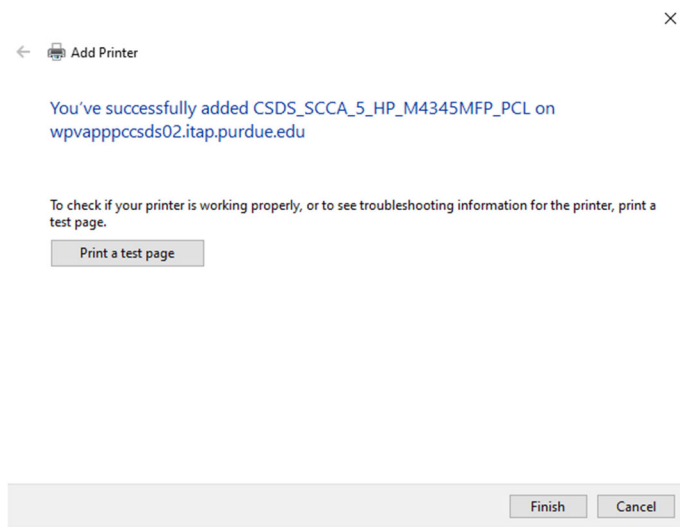 Add Printer
You've successfully added CSDS_SCCA_5_HP_M4345MFP_PCL on
wpvapppccsds02.itap.purdue.edu
To check if your printer is working properly, or to see troubleshooting information for the printer, print a
test page.
Print a test page
Finish
Cancel